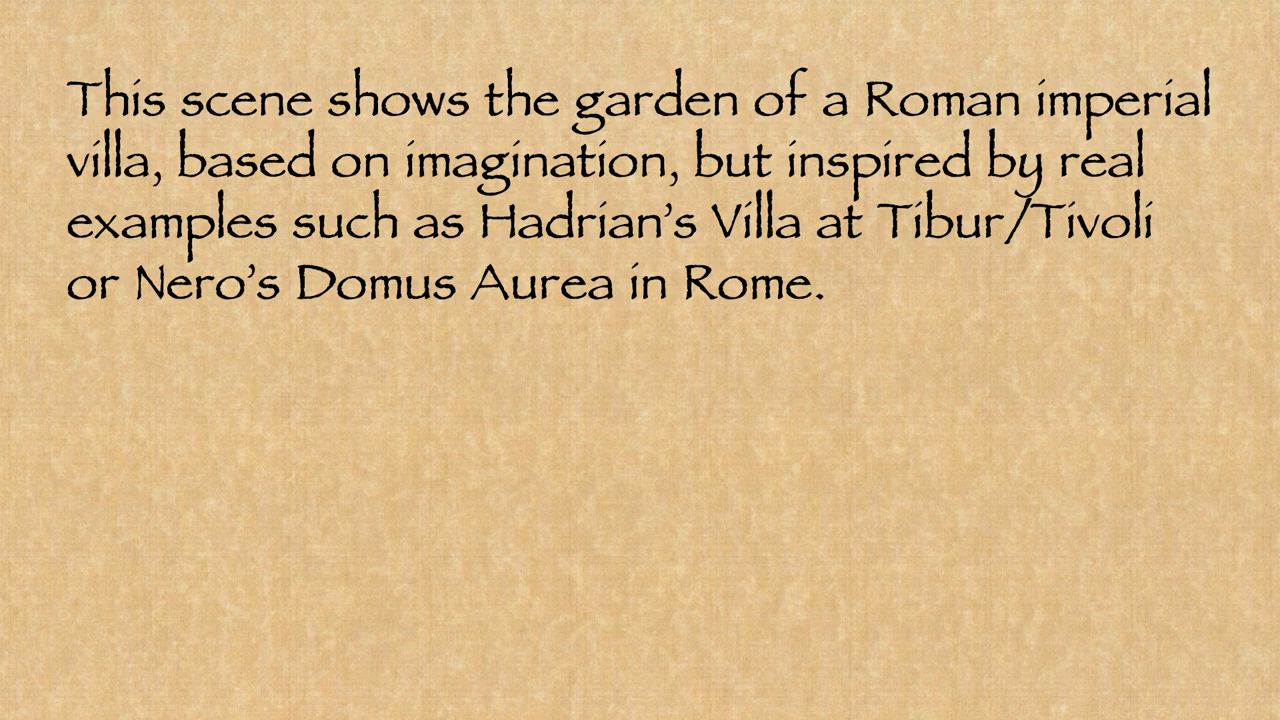 This scene shows the garden of a Roman imperial
villa, based on imagination, but inspired by real
examples such as Hadrian’s Villa at Tibur/Tivoli
or Nero’s Domus Aurea in Rome.